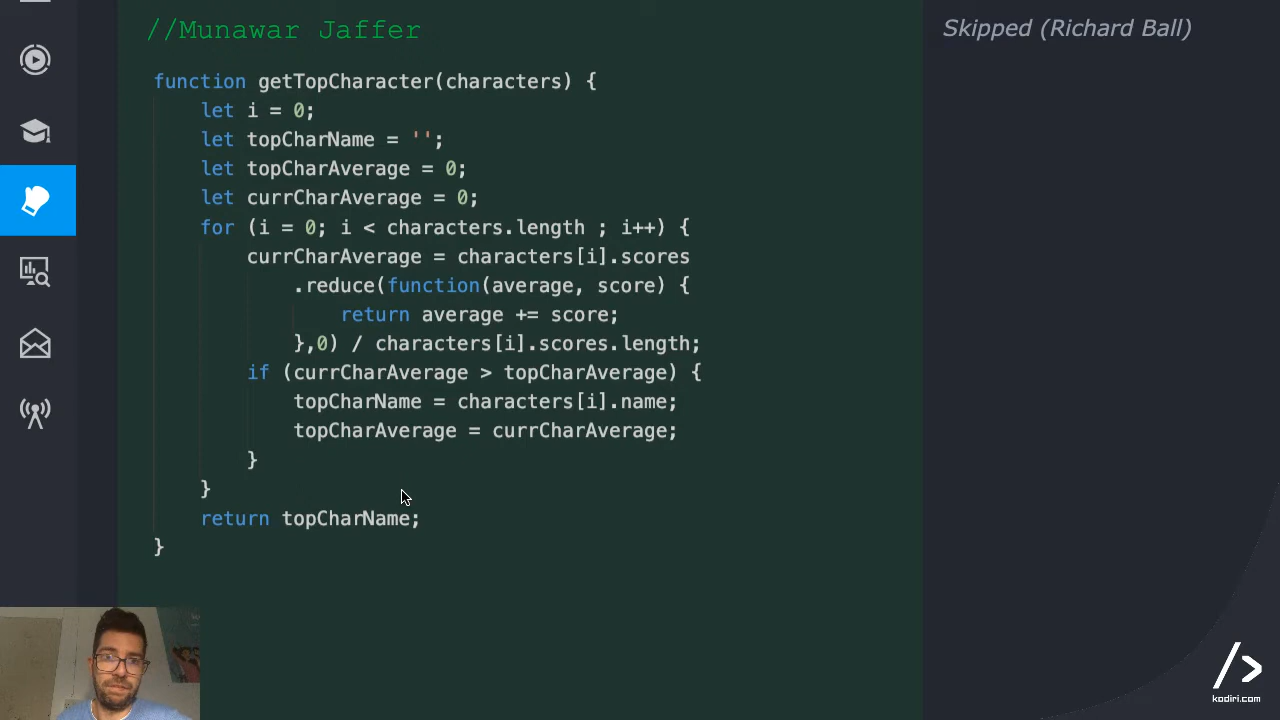 //Munawar Jaffer
Skipped (Richard Ball)
function getTopCharacter(characters) {
let i = 0;
let topCharName = '';
let topCharAverage = 0;
let currCharAverage = 0;
for (i = 0; i < characters.length ; i++) {
currCharAverage = characters[i].scores
.reduce(function(average, score) {
return average += score;
},0) / characters[i].scores.length;
if (currCharAverage > topCharAverage) {
topCharName = characters[i].name;
topCharAverage = currCharAverage;
}
}
return topCharName;
}
/>
kodiri.com